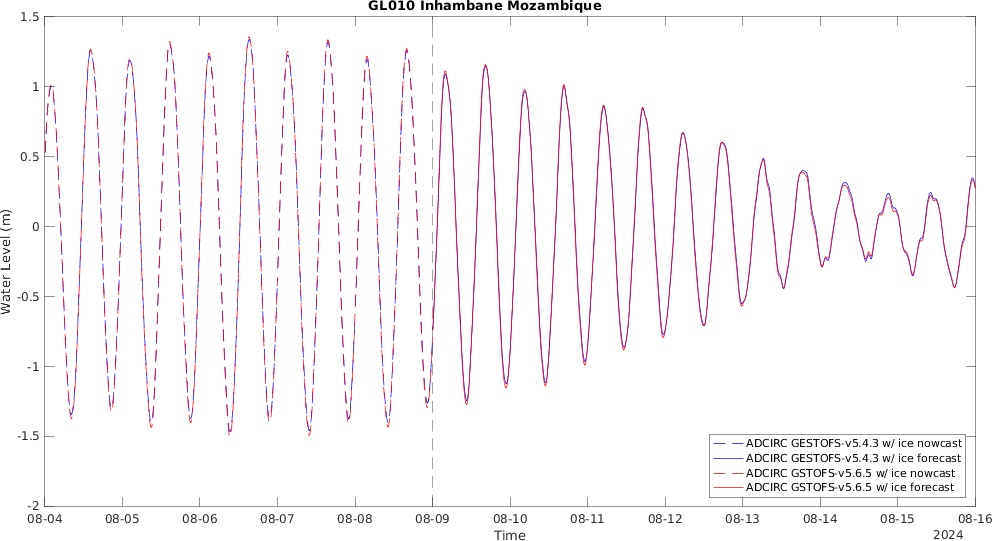 GL010 Inhambane Mozambique
Water Level (m)
1.5
1
0.5
0
-0.5
-1
-1.5
-2
ADCIRC GESTOFS-v5.4.3 w/ ice nowcast
ADCIRC GESTOFS-v5.4.3 w/ ice forecast
ADCIRC GSTOFS-v5.6.5 w/ ice nowcast
ADCIRC GSTOFS-v5.6.5 w/ ice forecast
08-04 08-05 08-06 08-07 08-08 08-09 08-10 08-11 08-12 08-13 08-14 08-15 08-16
Time
2024